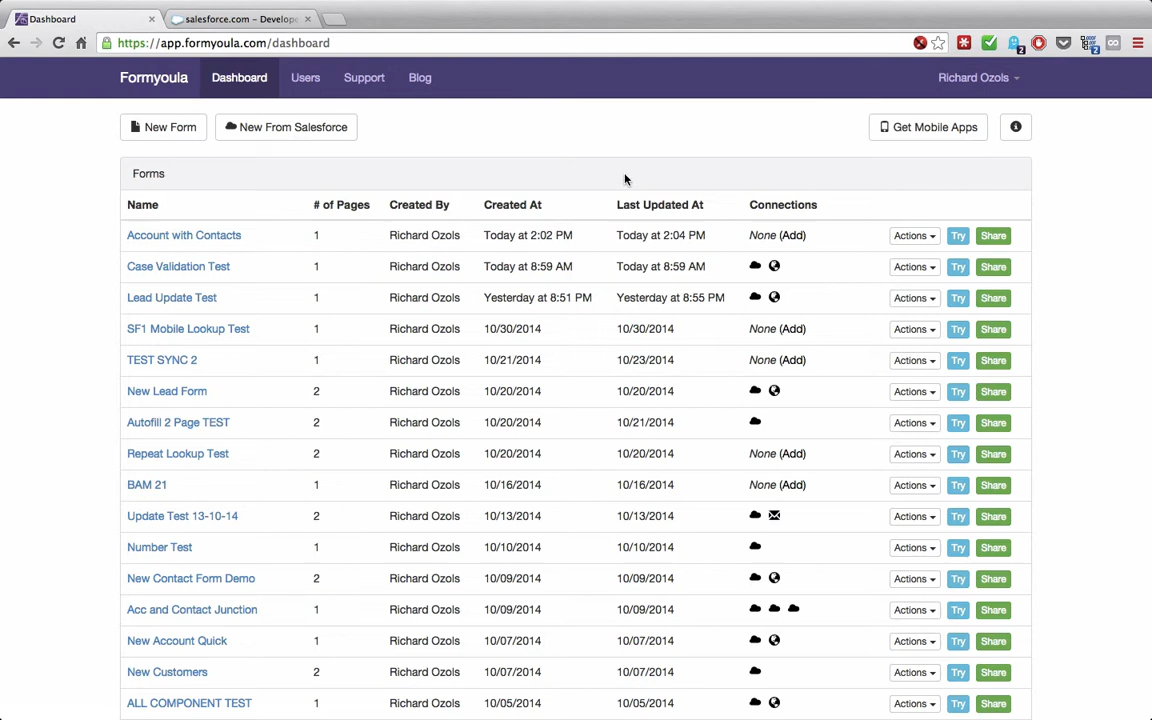 Dashboard
salesforce.com - Develope
https://app.formyoula.com/dashboard
2
2
Formyoula Dashboard Users Support Blog Richard Ozols
New Form New From Salesforce Get Mobile Apps
Forms
Name # of Pages Created By Created At Last Updated At Connections
Account with Contacts 1 Richard Ozols Today at 2:02 PM Today at 2:04 PM None (Add) Actions Try Share
Case Validation Test 1 Richard Ozols Today at 8:59 AM Today at 8:59 AM Actions Try Share
Lead Update Test 1 Richard Ozols Yesterday at 8:51 PM Yesterday at 8:55 PM Actions Try Share
SF1 Mobile Lookup Test 1 Richard Ozols 10/30/2014 10/30/2014 None (Add) Actions Try Share
TEST SYNC 2 1 Richard Ozols 10/21/2014 10/23/2014 None (Add) Actions Try Share
New Lead Form 2 Richard Ozols 10/20/2014 10/20/2014 Actions Try Share
Autofill 2 Page TEST 2 Richard Ozols 10/20/2014 10/21/2014 Actions Try Share
Repeat Lookup Test 2 Richard Ozols 10/20/2014 10/20/2014 None (Add) Actions Try Share
BAM 21 1 Richard Ozols 10/16/2014 10/16/2014 None (Add) Actions Try Share
Update Test 13-10-14 2 Richard Ozols 10/13/2014 10/13/2014 Actions Try Share
Number Test 1 Richard Ozols 10/10/2014 10/10/2014 Actions Try Share
New Contact Form Demo 2 Richard Ozols 10/09/2014 10/09/2014 Actions Try Share
Acc and Contact Junction 1 Richard Ozols 10/09/2014 10/09/2014 Actions Try Share
New Account Quick 1 Richard Ozols 10/07/2014 10/07/2014 Actions Try Share
New Customers 2 Richard Ozols 10/07/2014 10/07/2014 Actions Try Share
ALL COMPONENT TEST 1 Richard Ozols 10/05/2014 10/05/2014 Actions Try Share